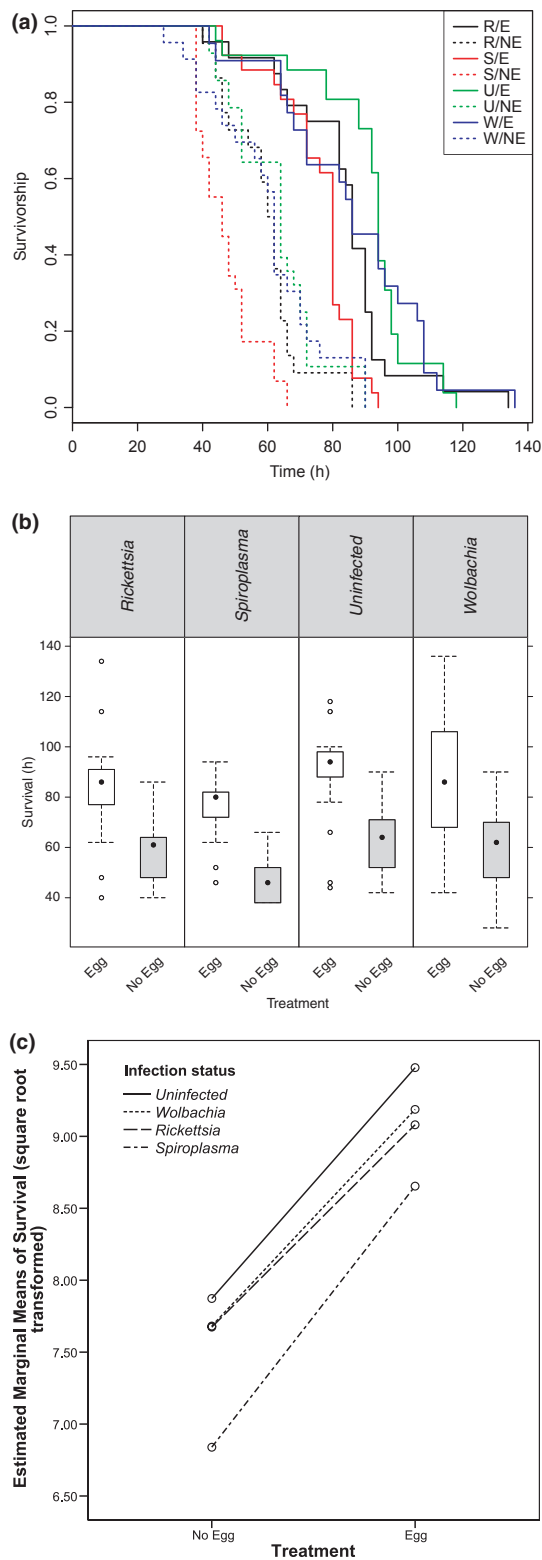 (a)
1.0
0.8
0.6
0.4
0.2
0.0
Survivorship
R/E
R/NE
S/E
S/NE
U/E
U/NE
W/E
W/NE
0 20 40 60 80 100 120 140
Time (h)
(b)
Rickettsia
Spiroplasma
Uninfected
Wolbachia
140
120
100
80
60
40
Survival (h)
Egg No Egg Egg No Egg Egg No Egg Egg No Egg
Treatment
(c)
Infection status
Uninfected
Wolbachia
Rickettsia
Spiroplasma
9.50
9.00
8.50
8.00
7.50
7.00
6.50
Estimated Marginal Means of Survival (square root
transformed)
No Egg Egg
Treatment